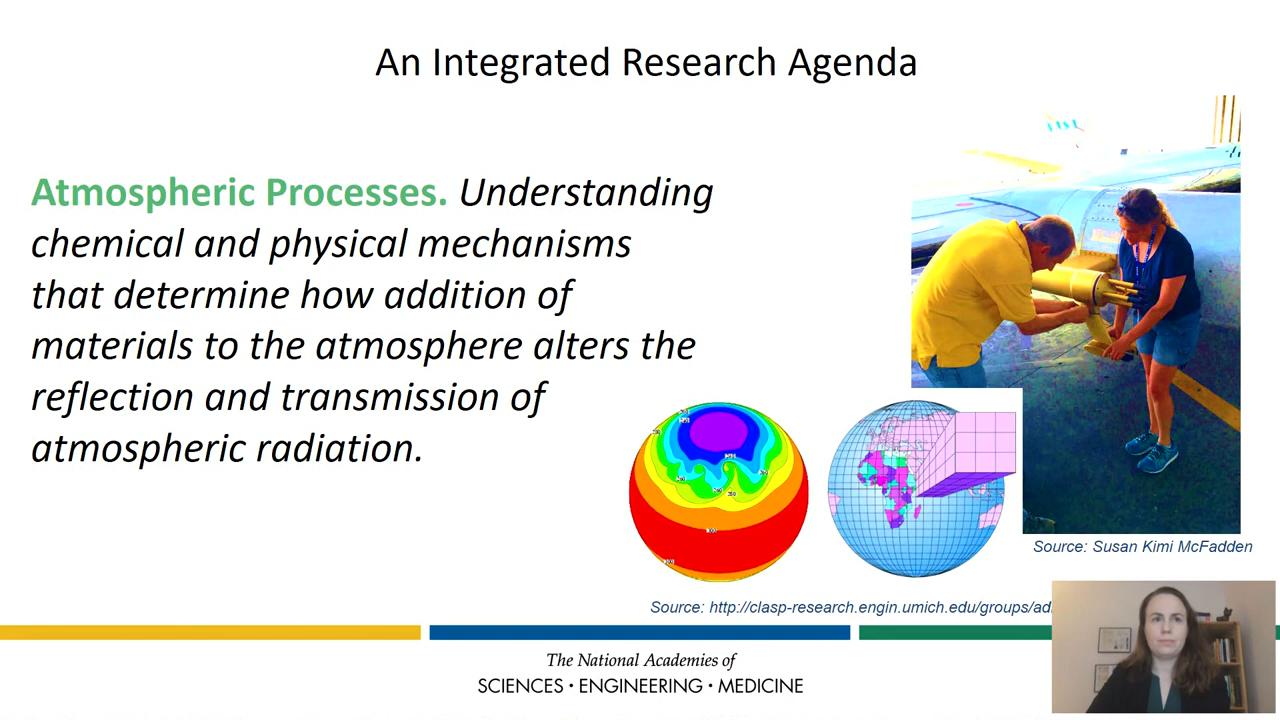 An Integrated Research Agenda
Atmospheric Processes. Understanding
chemical and physical mechanisms
that determine how addition of
materials to the atmosphere alters the
reflection and transmission of
atmospheric radiation.
Source: Susan Kimi McFadden
Source: http://clasp-research.engin.umich.edu/groups/ad
The National Academies of
SCIENCES · ENGINEERING · MEDICINE